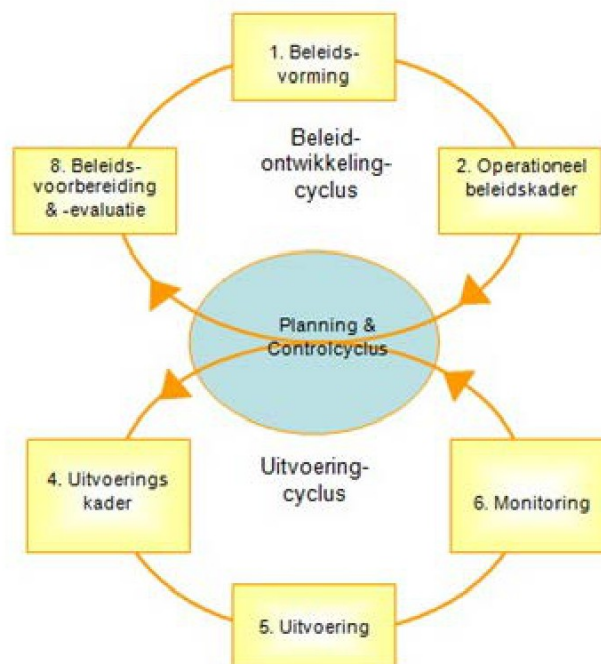 1. Beleids-
vorming
Beleid-
ontwikkeling-
cyclus
8. Beleids-
voorbereiding
& -evaluatie
2. Operationeel
beleidskader
Planning &
Controlcyclus
4. Uitvoerings
kader
Uitvoering-
cyclus
6. Monitoring
5. Uitvoering